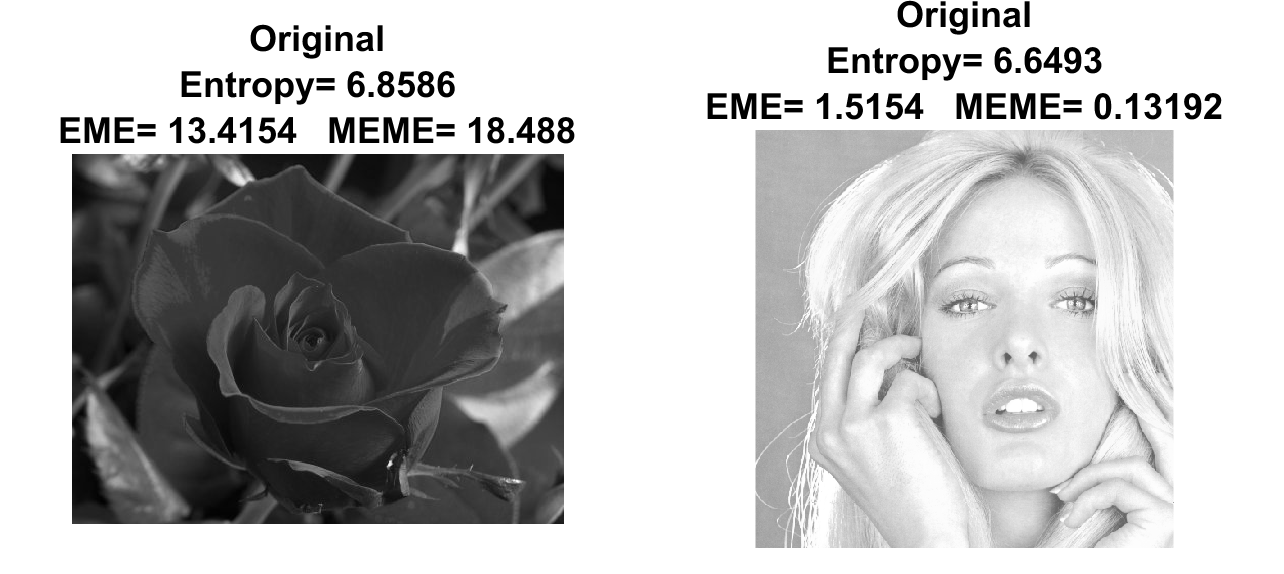 Original
Entropy= 6.8586
EME= 13.4154 MEME= 18.488
Original
Entropy= 6.6493
EME= 1.5154 MEME= 0.13192